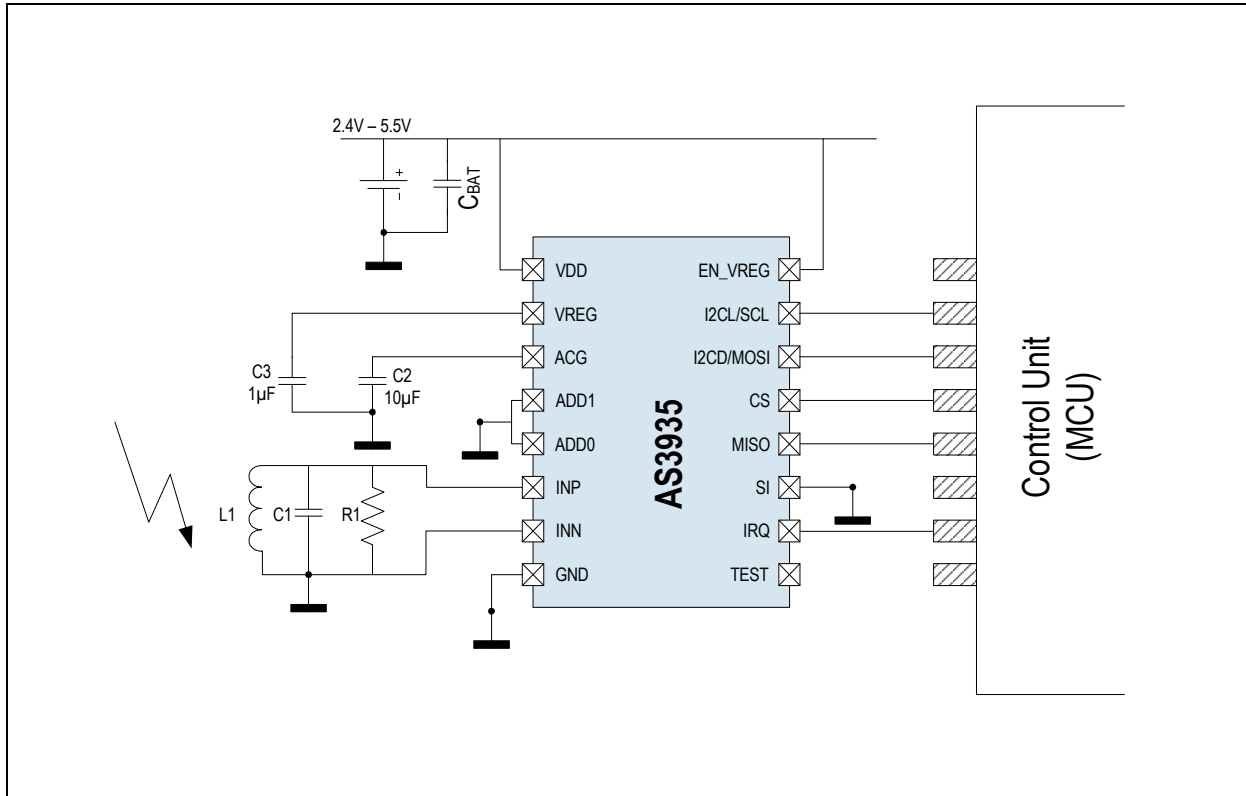 2.4V – 5.5V
+
-
CBAT
VDD
VREG
ACG
ADD1
ADD0
INP
INN
GND
EN_VREG
I2CL/SCL
I2CD/MOSI
CS
MISO
SI
IRQ
TEST
AS3935
C3
1µF
C2
10µF
L1
C1
R1
Control Unit
(MCU)